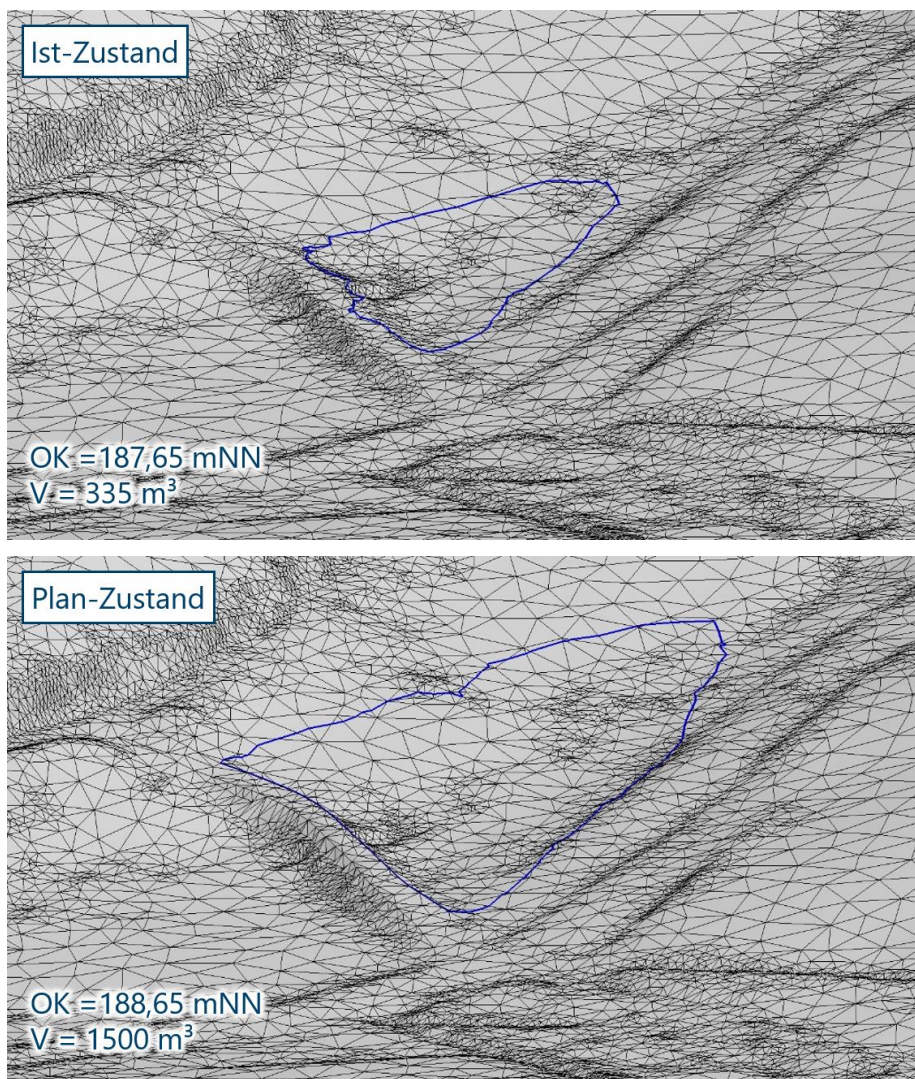 Ist-Zustand
OK =187,65 mNN
V = 335 m³
Plan-Zustand
OK =188,65 mNN
V = 1500 m³